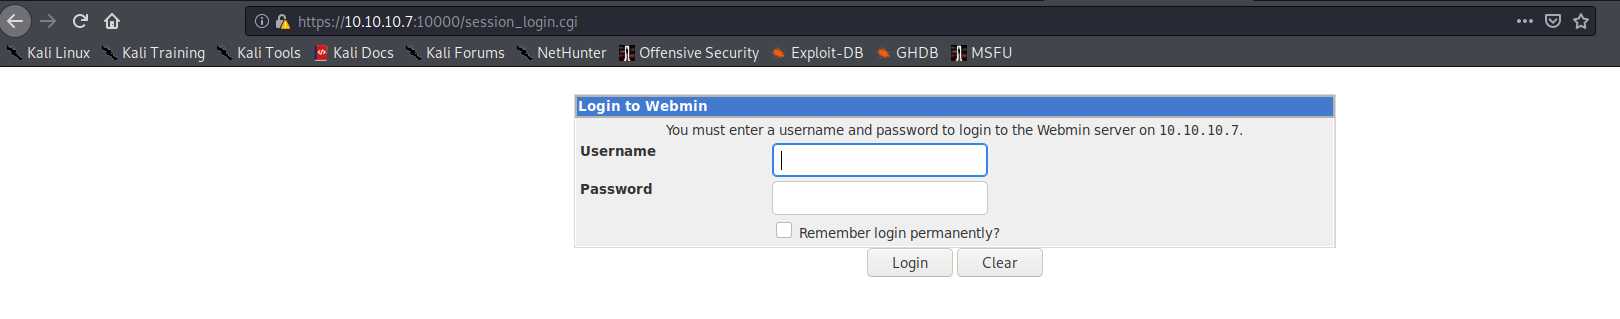 https://10.10.10.7:10000/session_login.cgi
Kali Linux Kali Training Kali Tools Kali Docs Kali Forums NetHunter Offensive Security Exploit-DB GHDB MSFU
Login to Webmin
You must enter a username and password to login to the Webmin server on 10.10.10.7.
Username
Password
Remember login permanently?
Login Clear